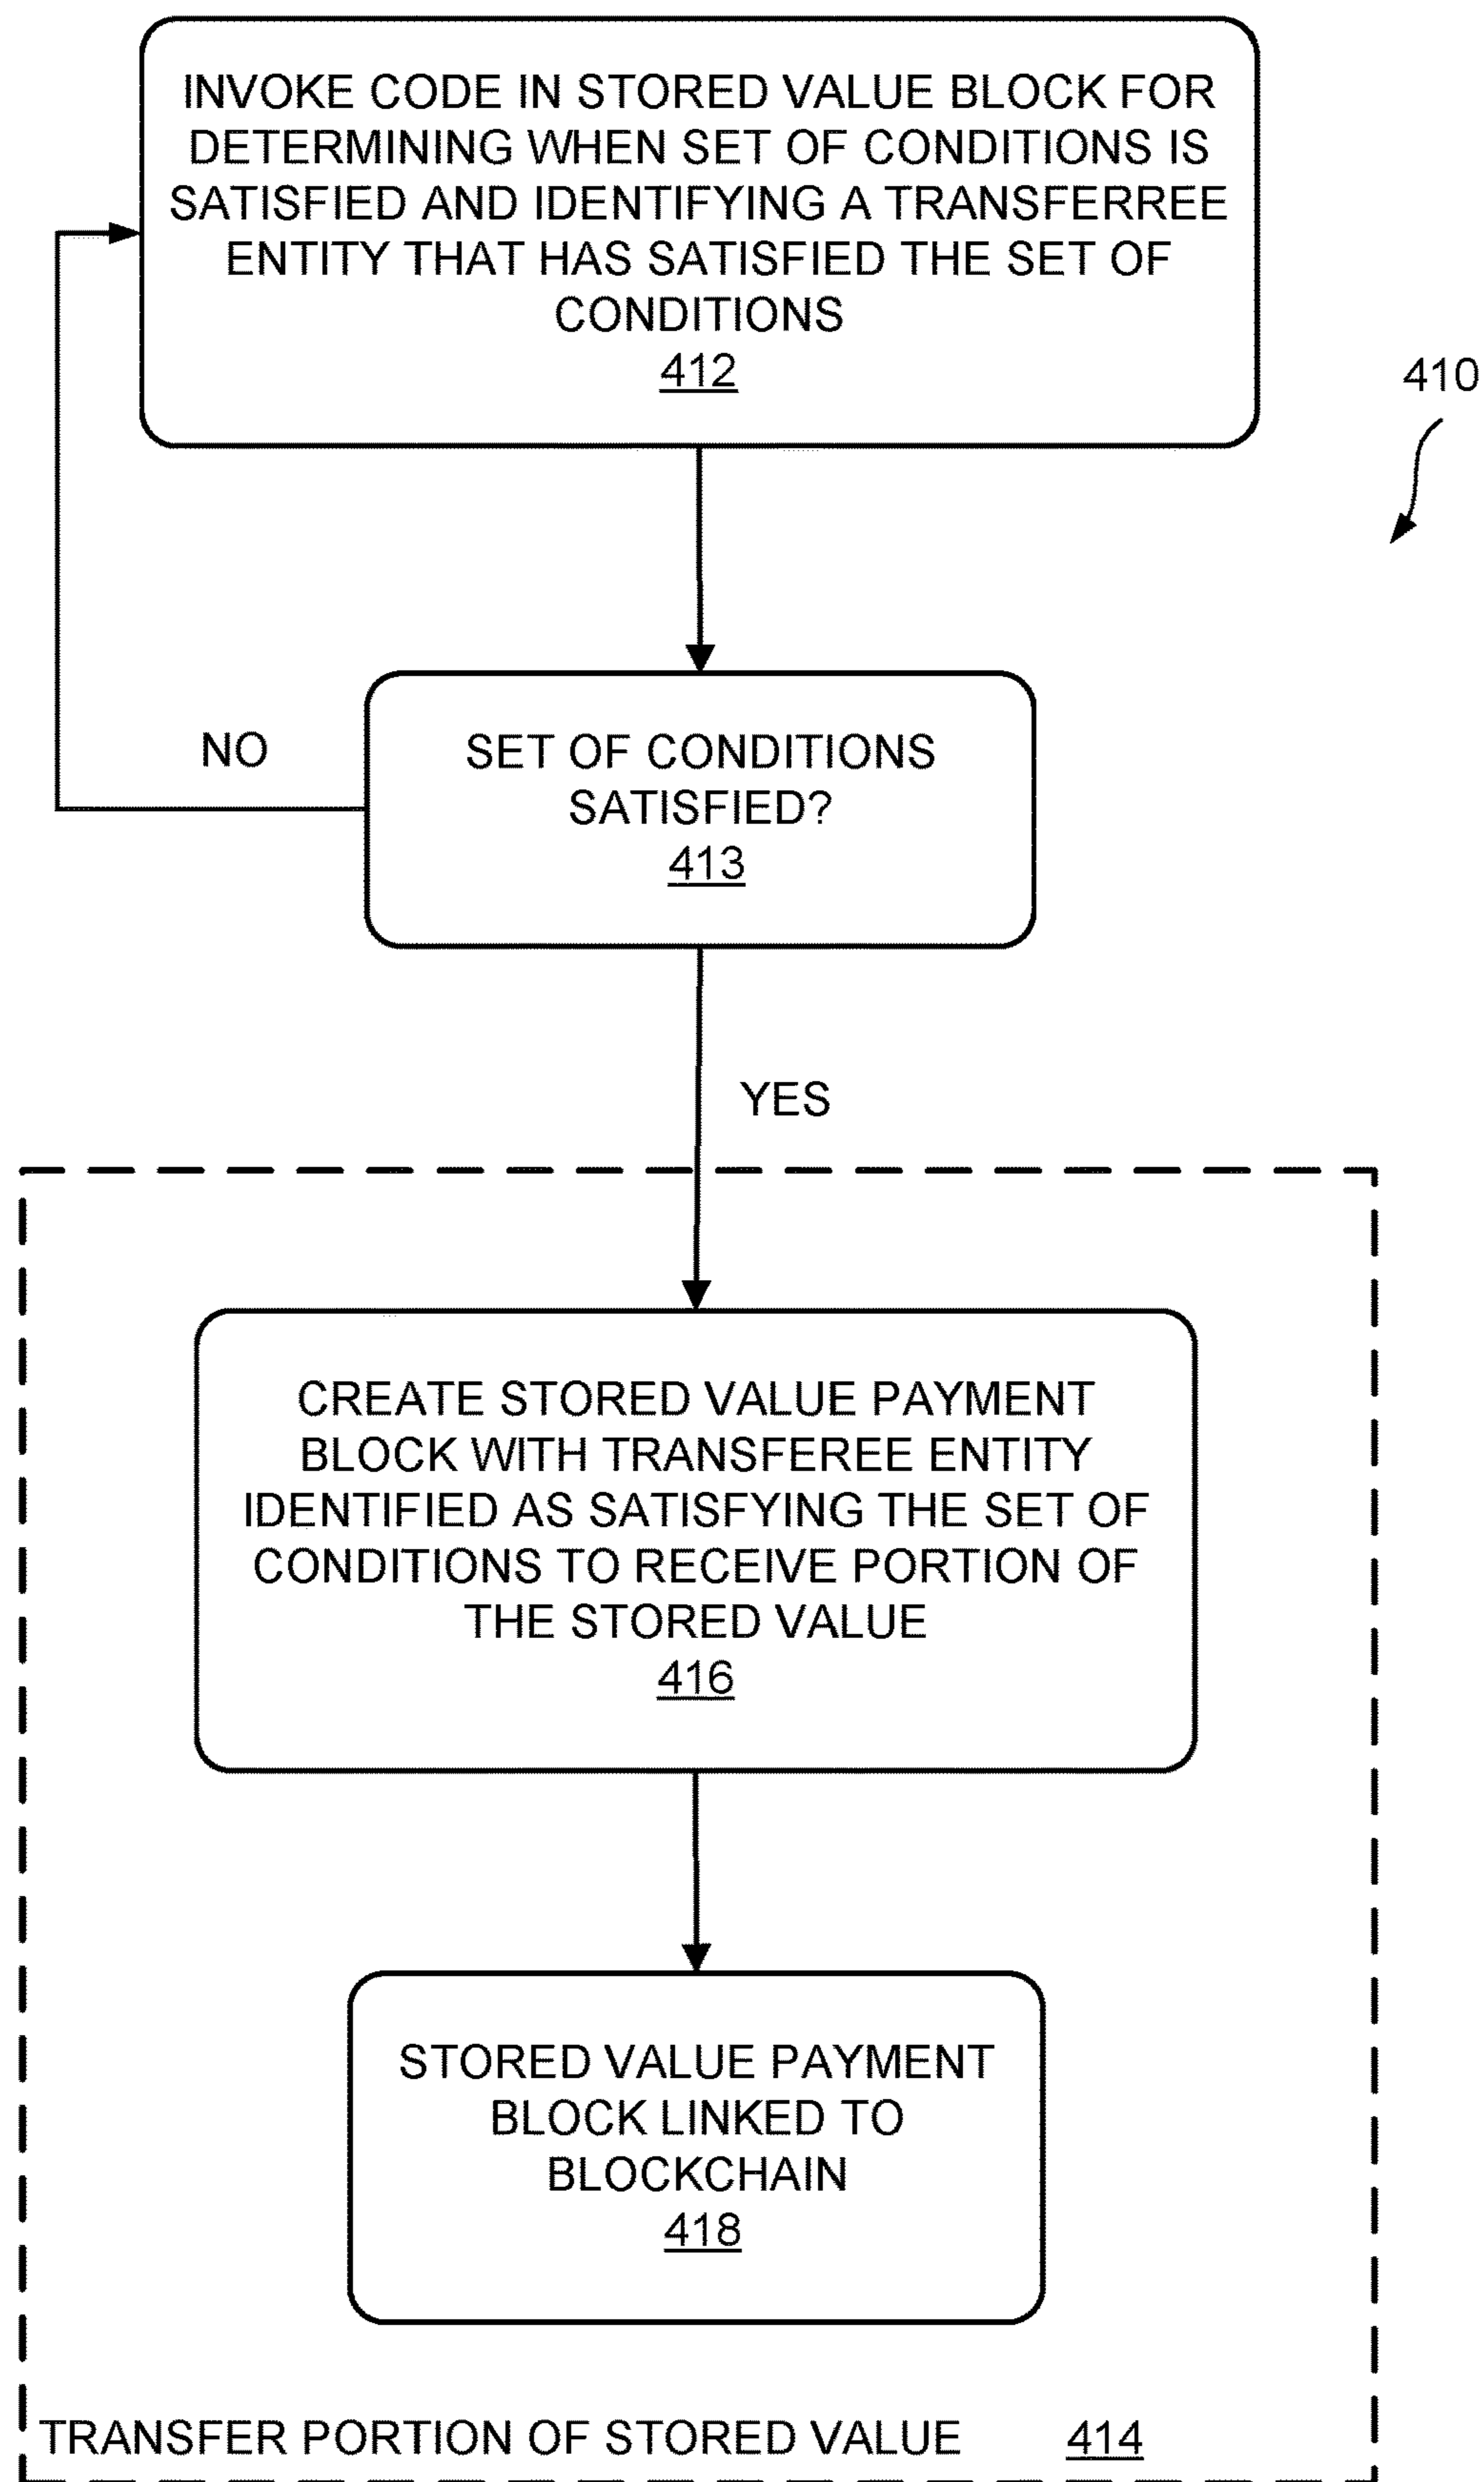 INVOKE CODE IN STORED VALUE BLOCK FOR
DETERMINING WHEN SET OF CONDITIONS IS
SATISFIED AND IDENTIFYING A TRANSFERREE
ENTITY THAT HAS SATISFIED THE SET OF
CONDITIONS
412
410
SET OF CONDITIONS
SATISFIED?
413
NO
YES
CREATE STORED VALUE PAYMENT
BLOCK WITH TRANSFEREE ENTITY
IDENTIFIED AS SATISFYING THE SET OF
CONDITIONS TO RECEIVE PORTION OF
THE STORED VALUE
416
STORED VALUE PAYMENT
BLOCK LINKED TO
BLOCKCHAIN
418
TRANSFER PORTION OF STORED VALUE 414